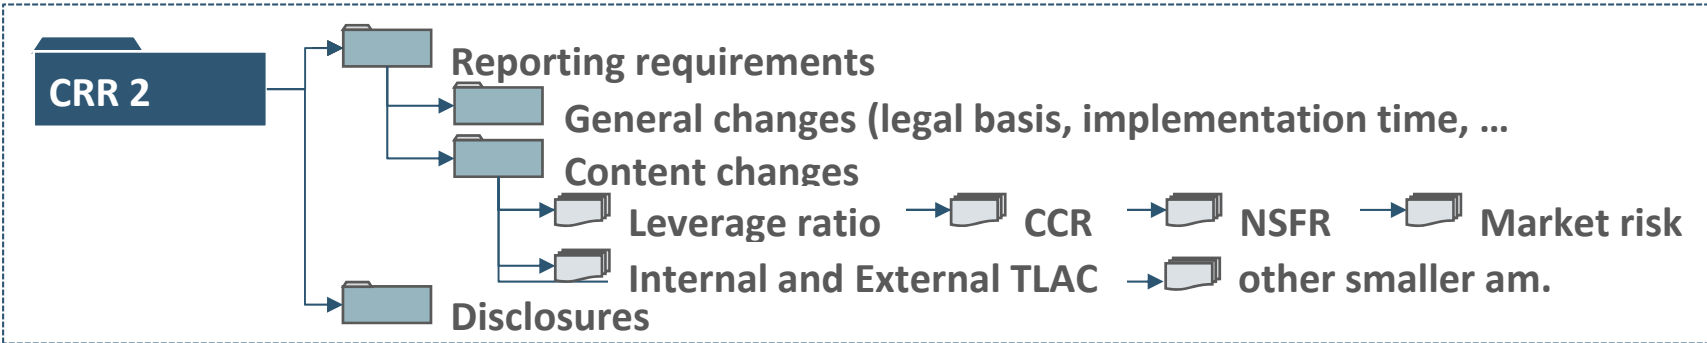 CRR 2
Reporting requirements
General changes (legal basis, implementation time, …
Content changes
Leverage ratio
CCR
NSFR
Market risk
Internal and External TLAC
other smaller am.
Disclosures